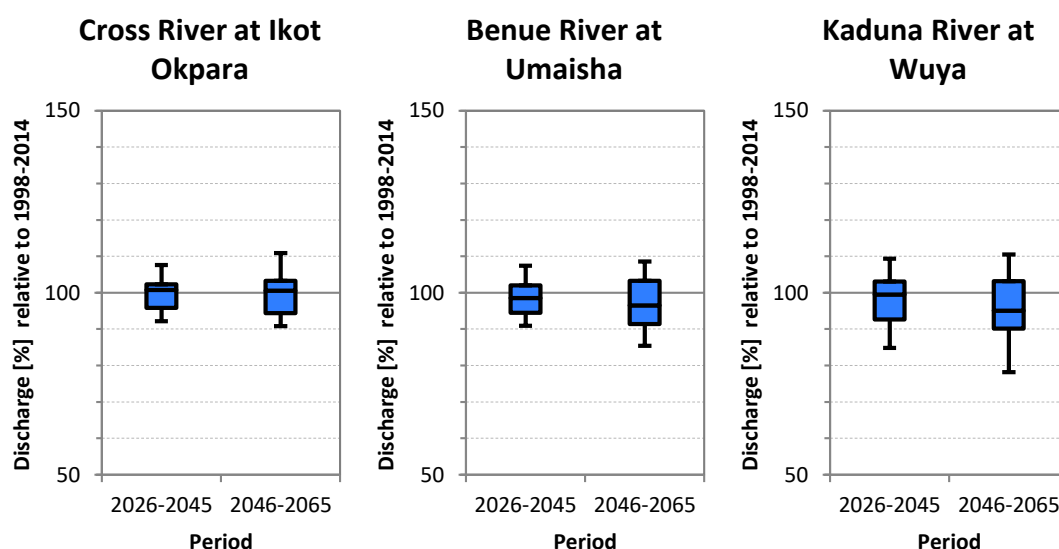 Cross River at Ikot
Okpara
Discharge [%]  relative to 1998-2014
150
100
50
2026-2045 2046-2065
Period
Benue River at
Umaisha
Discharge [%]  relative to 1998-2014
150
100
50
2026-2045 2046-2065
Period
Kaduna River at
Wuya
Discharge [%]  relative to 1998-2014
150
100
50
2026-2045 2046-2065
Period